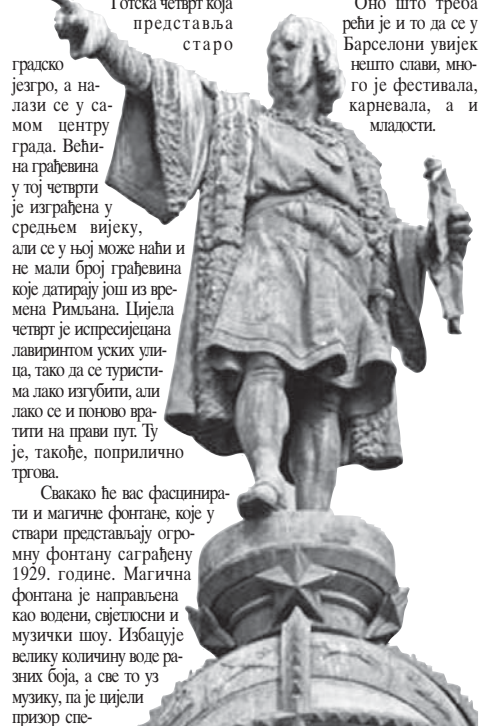 Готска четврт која
представља
старо
градско
језгро, а на-
лази се у са-
мом центру
града. Већи-
на грађевина
у тој четврти
је изграђена у
средњем вијеку,
али се у њој може наћи и
не мали број грађевина
које датирају још из вре-
мена Римљана. Цијела
четврт је испресијецана
лавиринтом уских ули-
ца, тако да се туристи-
ма лако изгубити, али
лако се и поново вра-
тити на прави пут. Ту
је, такође, поприлично
тргова.
Свакако ће вас фасцинира-
ти и магичне фонтане, које у
ствари представљају огро-
мну фонтану саграђену
1929. године. Магична
фонтана је направљена
као водени, свјетлосни и
музички шоу. Избацује
велику количину воде ра-
зних боја, а све то уз
музику, па је цијели
призор спе-
Оно што треба
рећи је и то да се у
Барселони увијек
нешто слави, мно-
го је фестивала,
карневала, а и
младости.